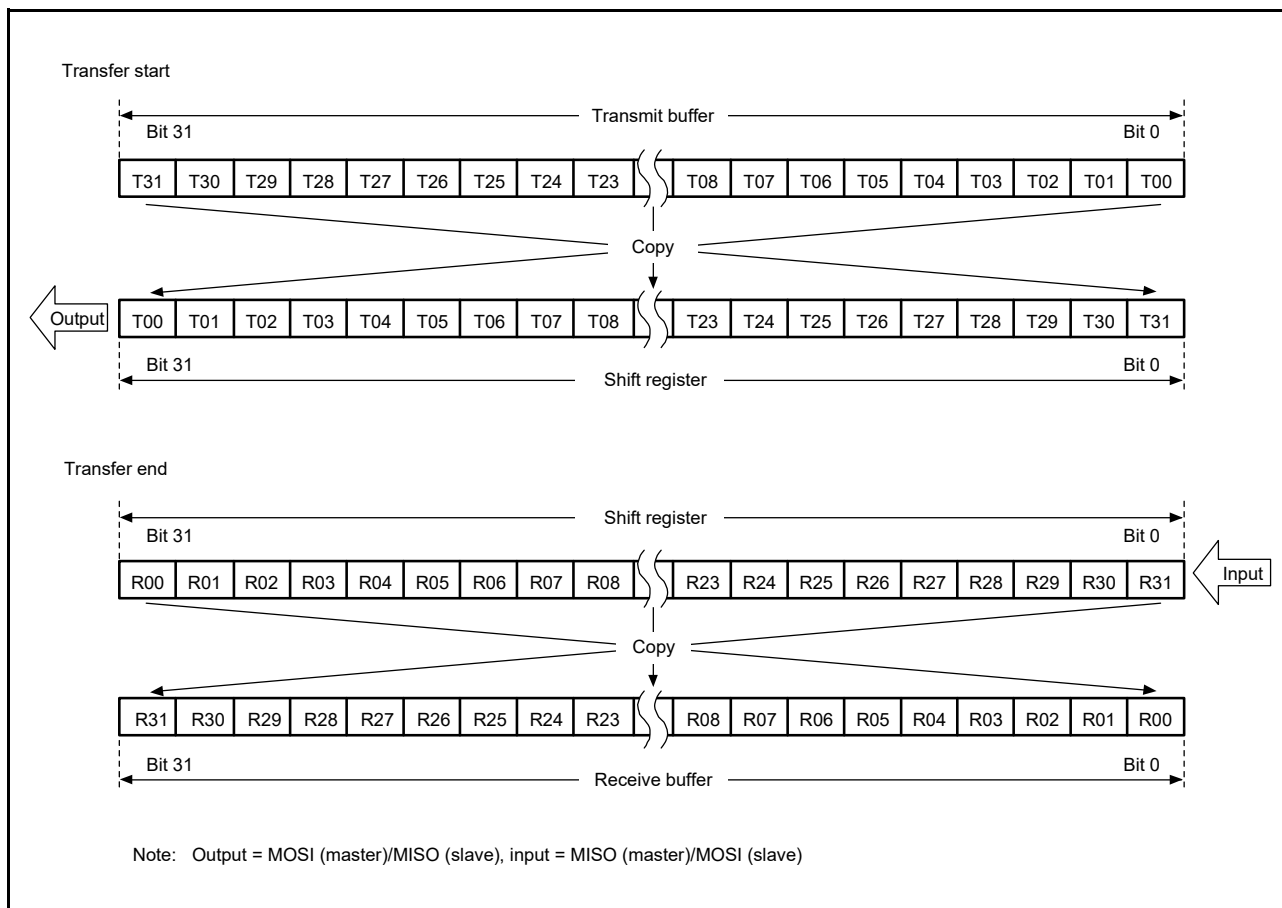 Transfer start
Transmit buffer
Bit 31 Bit 0
T31 T30 T29 T28 T27 T26 T25 T24 T23 T08 T07 T06 T05 T04 T03 T02 T01 T00
Copy
Output T00 T01 T02 T03 T04 T05 T06 T07 T08 T23 T24 T25 T26 T27 T28 T29 T30 T31
Bit 31 Bit 0
Shift register
Transfer end
Shift register
Bit 31 Bit 0
R00 R01 R02 R03 R04 R05 R06 R07 R08 R23 R24 R25 R26 R27 R28 R29 R30 R31 Input
Copy
R31 R30 R29 R28 R27 R26 R25 R24 R23 R08 R07 R06 R05 R04 R03 R02 R01 R00
Bit 31 Bit 0
Receive buffer
Note: Output = MOSI (master)/MISO (slave), input = MISO (master)/MOSI (slave)